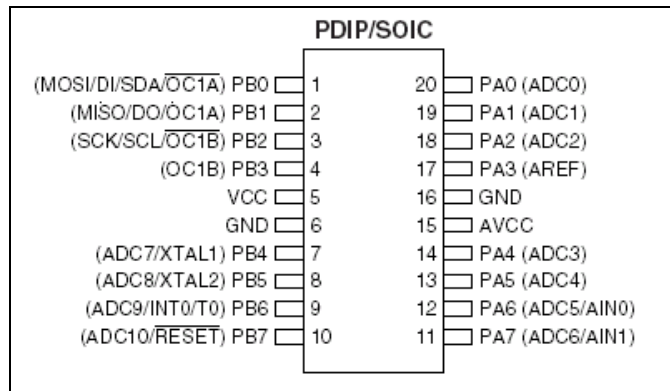 PDIP/SOIC
(MOSI/DI/SDA/OC1A) PB0 1 20 PA0 (ADC0)
(MISO/DO/OC1A) PB1 2 19 PA1 (ADC1)
(SCK/SCL/OC1B) PB2 3 18 PA2 (ADC2)
(OC1B) PB3 4 17 PA3 (AREF)
VCC 5 16 GND
GND 6 15 AVCC
(ADC7/XTAL1) PB4 7 14 PA4 (ADC3)
(ADC8/XTAL2) PB5 8 13 PA5 (ADC4)
(ADC9/INT0/T0) PB6 9 12 PA6 (ADC5/AIN0)
(ADC10/RESET) PB7 10 11 PA7 (ADC6/AIN1)